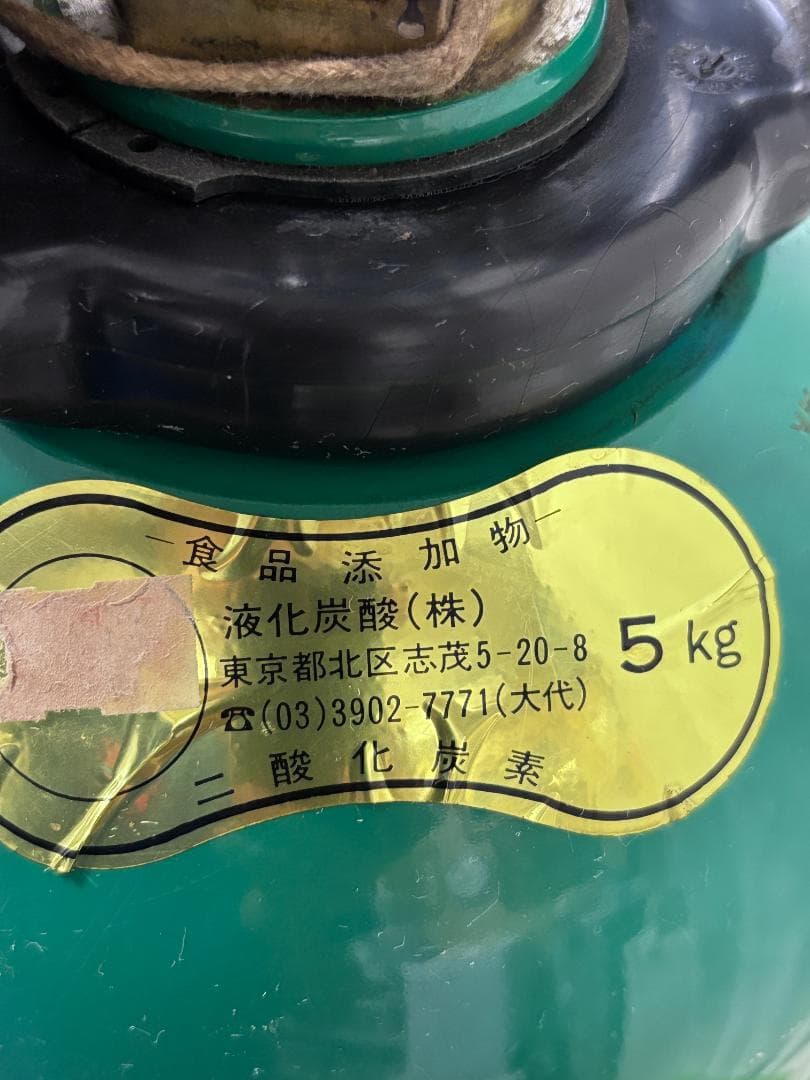 -食品添加物-
液化炭酸(株)
東京都北区志茂5-20-8
☎(03)3902-7771(大代)
二酸化炭素
5kg